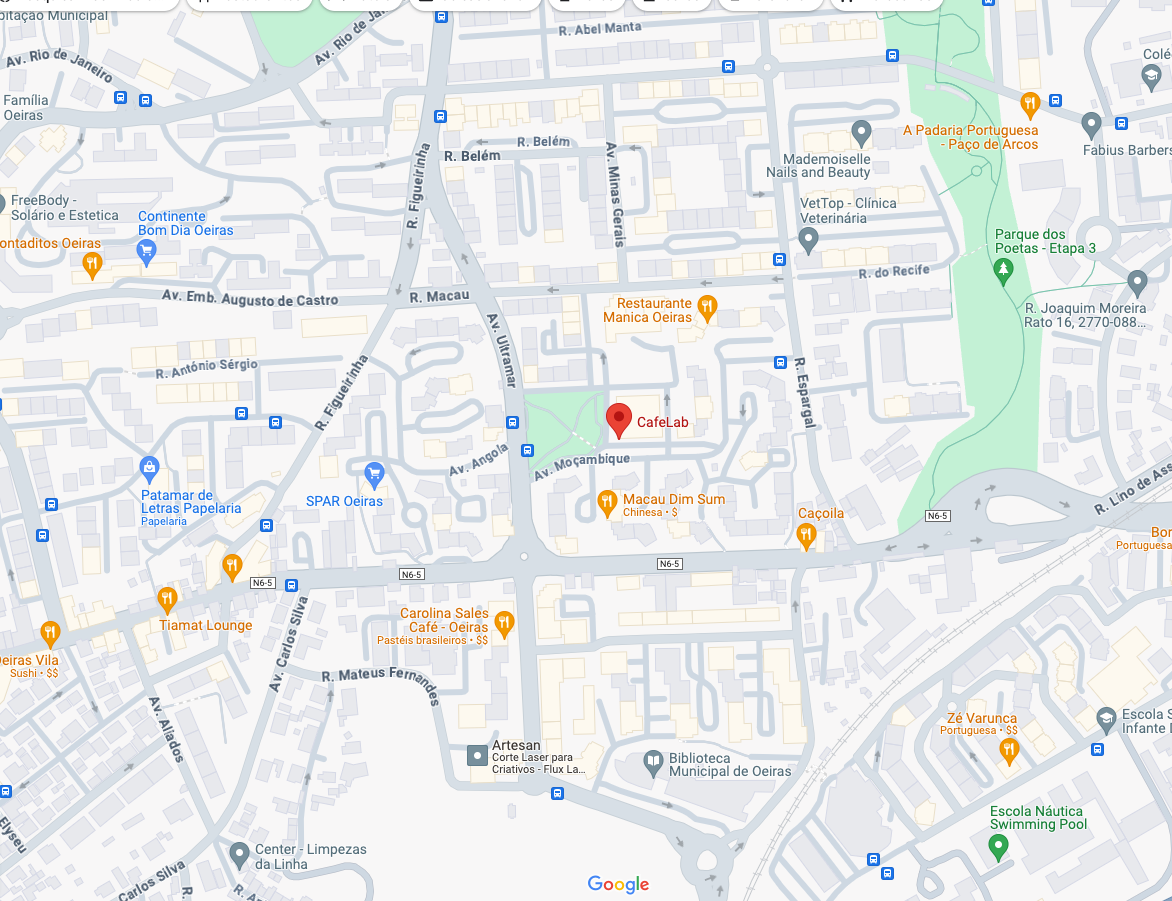 bitação Municipal
Av. Rio de Janeiro
Av. Rio de Ja
R. Abel Manta
Colé
Família
Oeiras
A Padaria Portuguesa
- Paço de Arcos
Fabius Barbers
R. Belém
R. Belém
R. Figueirinha
Av. Minas Gerais
Mademoiselle
Nails and Beauty
FreeBody -
Solário e Estetica
Continente
Bom Dia Oeiras
ontaditos Oeiras
VetTop - Clínica
Veterinária
Parque dos
Poetas - Etapa 3
R. do Recife
Av. Emb. Augusto de Castro
R. Macau
Restaurante
Manica Oeiras
R. Joaquim Moreira
Rato 16, 2770-088...
Av. Ultramar
R. António Sérgio
R. Figueirinha
R. Espargal
CafeLab
Av. Angola
Av. Moçambique
Patamar de
Letras Papelaria
Papelaria
SPAR Oeiras
Macau Dim Sum
Chinesa • $
Caçoila
R. Lino de Ass
N6-5
N6-5
N6-5
N6-5
Bor
Portuguesa
Tiamat Lounge
Av. Carlos Silva
Carolina Sales
Café - Oeiras
Pastéis brasileiros • $$
Oeiras Vila
Sushi • $$
R. Mateus Fernandes
Av. Aliados
Zé Varunca
Portuguesa • $$
Escola S
Infante D
Artesan
Corte Laser para
Criativos - Flux La...
Biblioteca
Municipal de Oeiras
Escola Náutica
Swimming Pool
Elyseu
Center - Limpezas
da Linha
Carlos Silva
R.
R. A
Google